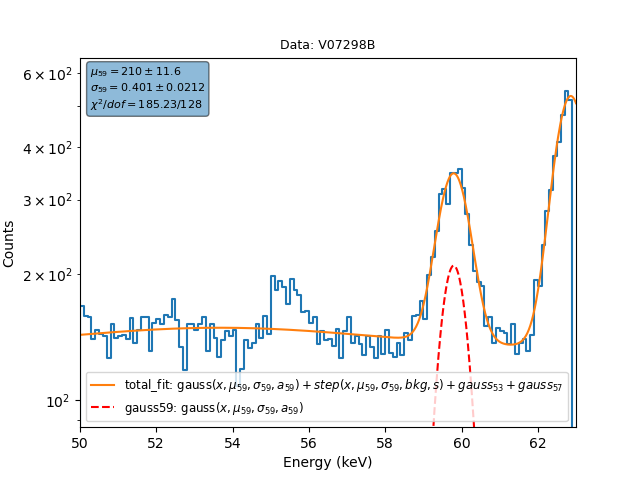 Data: V07298B
μ₅₉ = 210 ± 11.6
σ₅₉ = 0.401 ± 0.0212
χ²/dof = 185.23/128
6 × 10²
4 × 10²
3 × 10²
2 × 10²
10²
Counts
total_fit: gauss(x, μ₅₉, σ₅₉, a₅₉) + step(x, μ₅₉, σ₅₉, bkg, s) + gauss₅₃ + gauss₅₇
gauss59: gauss(x, μ₅₉, σ₅₉, a₅₉)
50 52 54 56 58 60 62
Energy (keV)